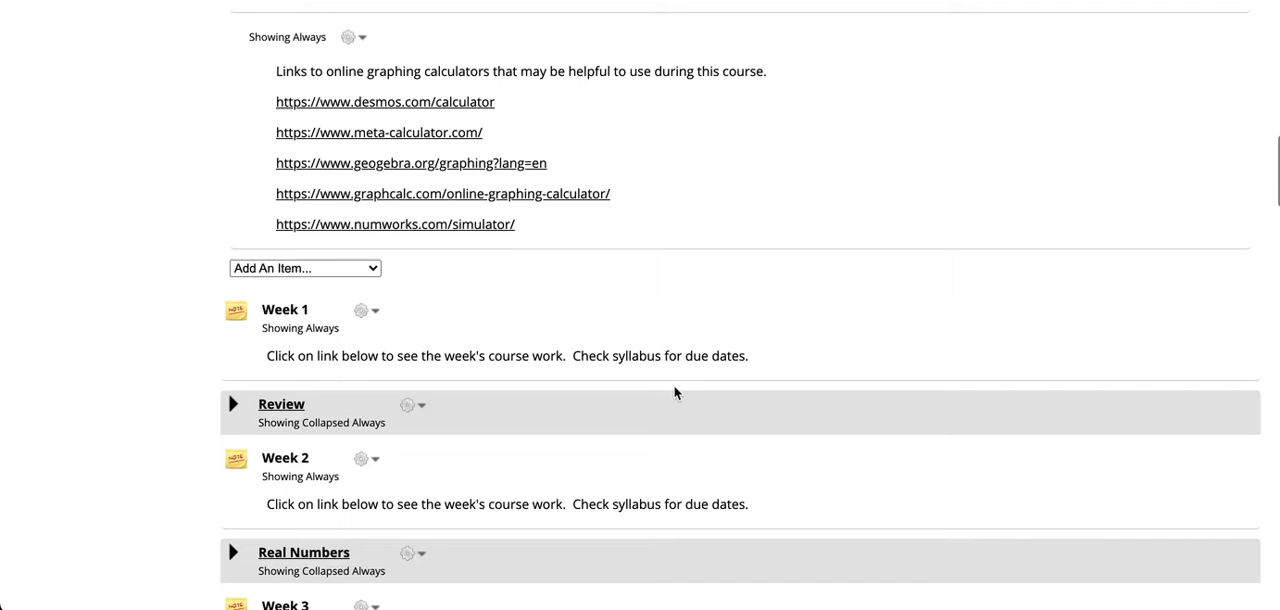 Showing Always
Links to online graphing calculators that may be helpful to use during this course.
https://www.desmos.com/calculator
https://www.meta-calculator.com/
https://www.geogebra.org/graphing?lang=en
https://www.graphcalc.com/online-graphing-calculator/
https://www.numworks.com/simulator/
Add An Item...
NOTE Week 1
Showing Always
Click on link below to see the week's course work. Check syllabus for due dates.
Review
Showing Collapsed Always
NOTE Week 2
Showing Always
Click on link below to see the week's course work. Check syllabus for due dates.
Real Numbers
Showing Collapsed Always
NOTE Week 3